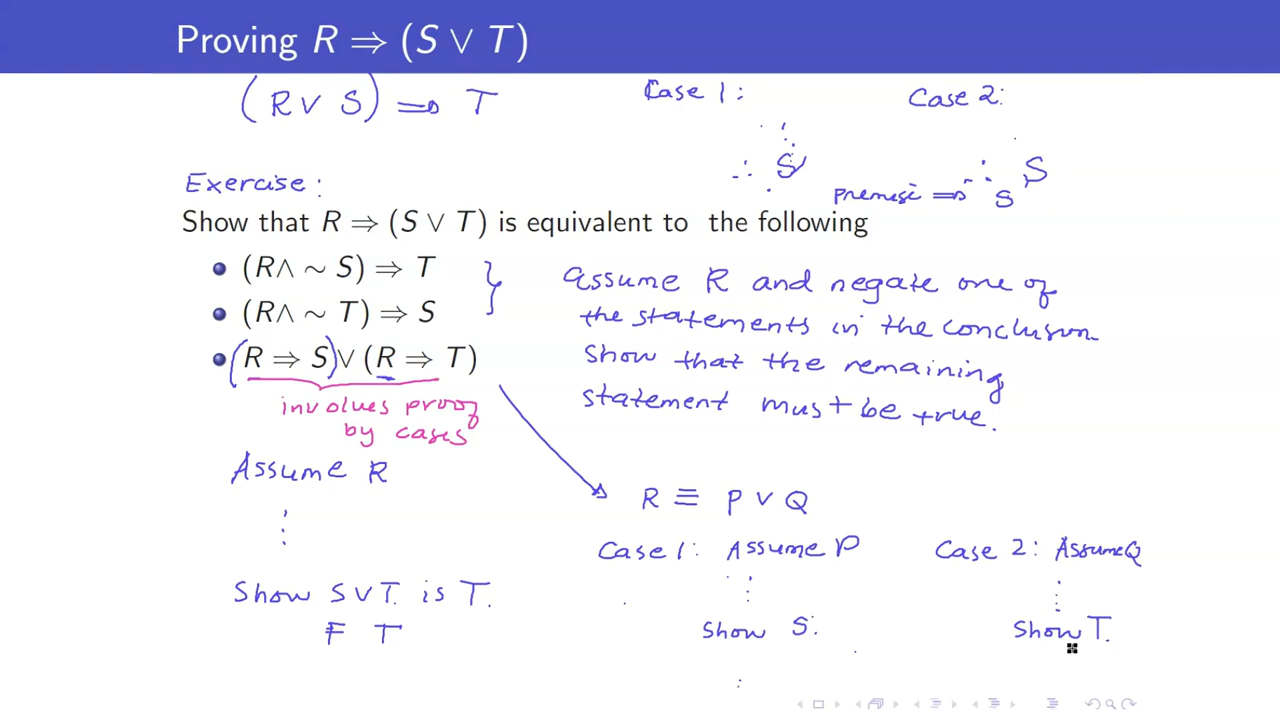 Proving R ⇒ (S ∨ T)
(R ∨ S) ⇒ T
Case 1:
∴ S
Case 2:
∴ S
premise ⇒ S
Exercise:
Show that R ⇒ (S ∨ T) is equivalent to the following
(R∧ ∼ S) ⇒ T
(R∧ ∼ T) ⇒ S
(R ⇒ S) ∨ (R ⇒ T)
involves proof
by cases
assume R and negate one of
the statements in the conclusion.
Show that the remaining
statement must be true.
Assume R
⋮
Show S ∨ T. is T.
F T
R ≡ P ∨ Q
Case 1: Assume P
⋮
Show S.
Case 2: Assume Q
⋮
Show T.